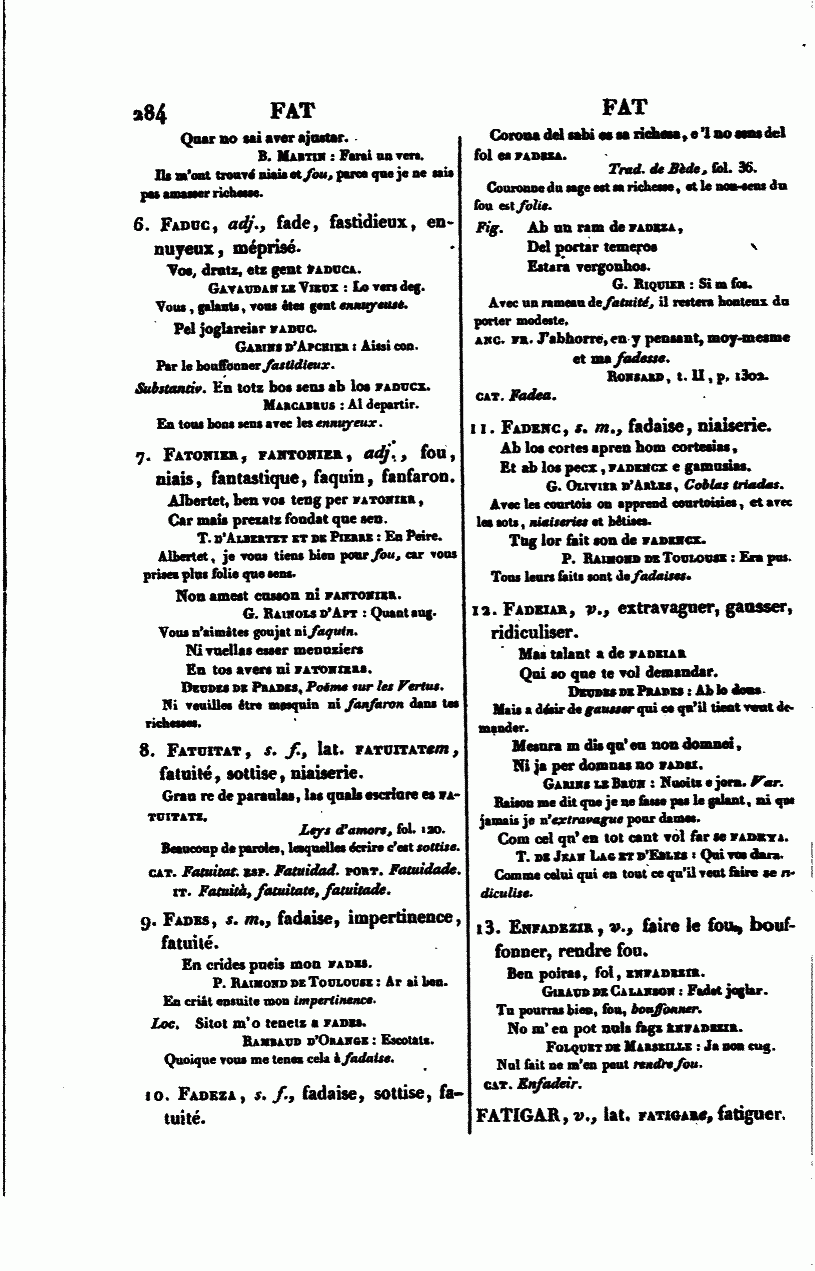 284 FAT
Quar no sai aver ajustar.
B. MARTIN : Farai un vers.
Ils m'ont trouvé niais et fou, parce que je ne sais
pas amasser richesse.
6. FADUC, adj., fade, fastidieux, en-
nuyeux, méprisé.
Vos, drutz, etz gent FADUCA.
GAVAUDAN LE VIEUX : Lo vers deg.
Vous, galants, vous êtes gent ennuyeuse.
Pel joglareiar FADUC.
GARINS D'APCHIER : Aissi con.
Par le bouffonner fastidieux.
Substantiv. En totz bos sens ab los FADUCX.
MARCABRUS : Al departir.
En tous bons sens avec les ennuyeux.
7. FATONIER, FANTONIER, adj., fou,
niais, fantastique, faquin, fanfaron.
Albertet, ben vos teng per FATONIER,
Car mais prezatz foudat que sen.
T. D'ALBERTET ET DE PIERRE : En Peire.
Albertet, je vous tiens bien pour fou, car vous
prisez plus folie que sens.
Non amest cusson ni FANTONIER.
G. RAINOLS D'APT : Quant aug.
Vous n'aimâtes goujat ni faquin.
Ni vuellas esser menuziers
En tos avers ni FATONIERS.
DEUDES DE PRADES, Poëme sur les Vertus.
Ni veuilles être mesquin ni fanfaron dans tes
richesses.
8. FATUITAT, s. f., lat. FATUITATem,
fatuité, sottise, niaiserie.
Gran re de paraulas, las quals escriure es FA-
TUITATZ.
Leys d'amors, fol. 120.
Beaucoup de paroles, lesquelles écrire c'est sottise.
CAT. Fatuitat. ESP. Fatuidad. PORT. Fatuidade.
IT. Fatuità, fatuitate, fatuitade.
9. FADES, s. m., fadaise, impertinence,
fatuité.
En crides pueis mon FADES.
P. RAIMOND DE TOULOUSE : Ar ai ben.
En criât ensuite mon impertinence.
Loc. Sitot m'o tenetz a FADES.
RAMBAUD D'ORANGE : Escotatz.
Quoique vous me tenez cela à fadaise.
10. FADEZA, s. f., fadaise, sottise, fa-
tuité.
FAT
Corona del sabi es sa richesa, e 'l no sens del
fol es FADEZA.
Trad. de Bède, fol. 36.
Couronne du sage est sa richesse, et le non-sens du
fou est folie.
Fig. Ab un ram de FADEZA,
Del portar temeros
Estara vergonhos.
G. RIQUIER : Si m fos.
Avec un rameau de fatuité, il restera honteux du
porter modeste.
ANC. FR. J'abhorre, en y pensant, moy-mesme
et ma fadesse.
RONSARD, t. II, p. 1302.
CAT. Fadea.
11. FADENC, s. m., fadaise, niaiserie.
Ab los cortes apren hom cortesias,
Et ab los pecx, FADENCX e gamusias.
G. OLIVIER D'ARLES, Coblas triadas.
Avec les courtois on apprend courtoisies, et avec
les sots, niaiseries et bêtises.
Tug lor fait son de FADENCX.
P. RAIMOND DE TOULOUSE : Era pus.
Tous leurs faits sont de fadaises.
12. FADEIAR, v., extravaguer, gausser,
ridiculiser.
Mas talant a de FADEIAR
Qui so que te vol demandar.
DEUDES DE PRADES : Ab lo dous.
Mais a désir de gausser qui ce qu'il tient veut de-
mander.
Mesura m dis qu' eu non domnei,
Ni ja per domnas no FADEI.
GARINS LE BRUN : Nueits e jorn. Var.
Raison me dit que je ne fasse pas le galant, ni que
jamais je n'extravague pour dames.
Com cel qu' en tot cant vol far se FADEYA.
T. DE JEAN LAG ET D'EBLES : Qui vos dara.
Comme celui qui en tout ce qu'il veut faire se ri-
diculise.
13. ENFADEZIR, v., faire le fou, bouf-
fonner, rendre fou.
Ben poiras, fol, ENFADEZIR.
GIRAUD DE CALANSON : Fadet joglar.
Tu pourras bien, fou, bouffonner.
No m' en pot nuls fagz ENFADEZIR.
FOLQUET DE MARSEILLE : Ja non cug.
Nul fait ne m'en peut rendre fou.
CAT. Enfadeir.
FATIGAR, v., lat. FATIGARe, fatiguer.